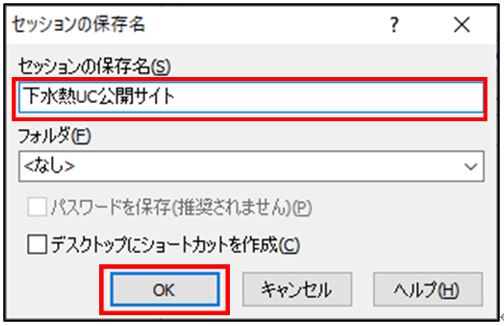 セッションの保存名 ?
セッションの保存名(S)
下水熱UC公開サイト
フォルダ(F)
<なし>
パスワードを保存(推奨されません)(P)
デスクトップにショートカットを作成(C)
OK キャンセル ヘルプ(H)